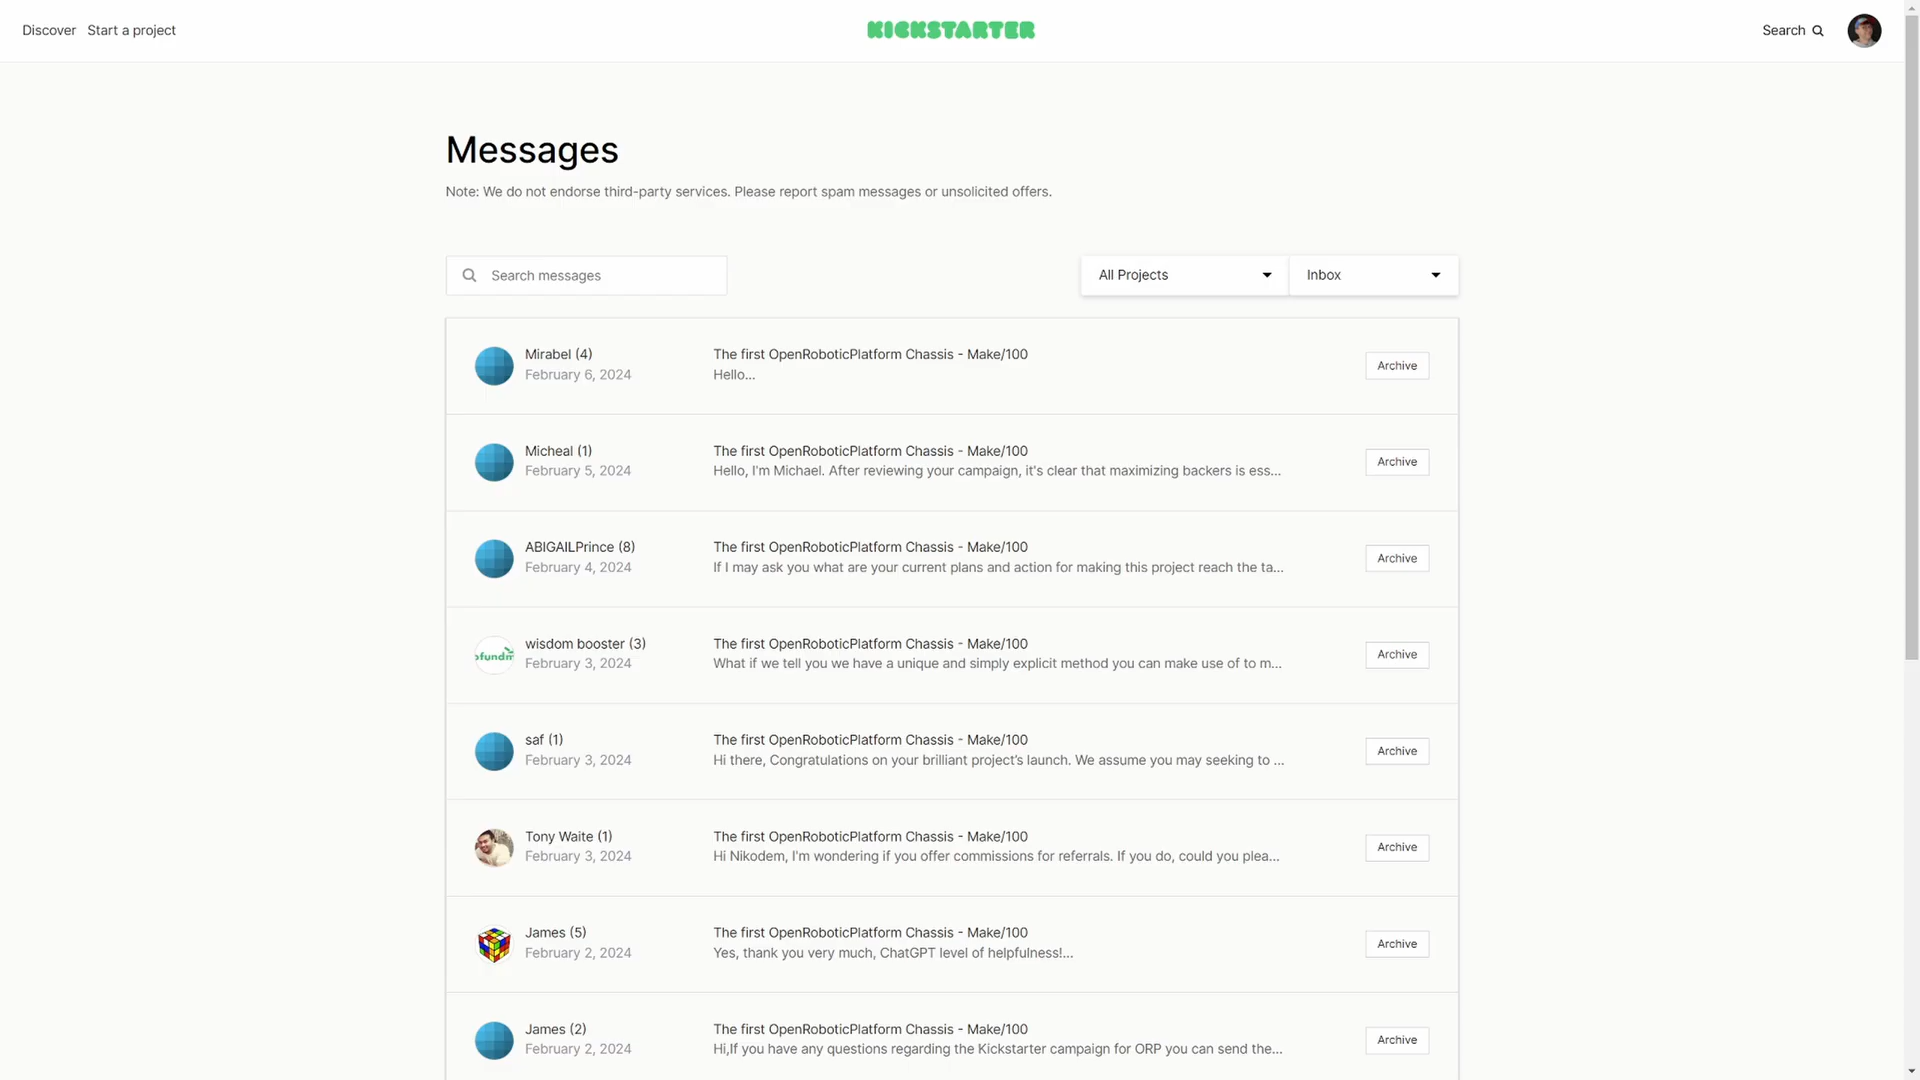 Discover Start a project KICKSTARTER Search
Messages
Note: We do not endorse third-party services. Please report spam messages or unsolicited offers.
Search messages All Projects Inbox
Mirabel (4) The first OpenRoboticPlatform Chassis - Make/100 Archive
February 6, 2024 Hello...
Micheal (1) The first OpenRoboticPlatform Chassis - Make/100 Archive
February 5, 2024 Hello, I'm Michael. After reviewing your campaign, it's clear that maximizing backers is ess...
ABIGAILPrince (8) The first OpenRoboticPlatform Chassis - Make/100 Archive
February 4, 2024 If I may ask you what are your current plans and action for making this project reach the ta...
ofundm
wisdom booster (3) The first OpenRoboticPlatform Chassis - Make/100 Archive
February 3, 2024 What if we tell you we have a unique and simply explicit method you can make use of to m...
saf (1) The first OpenRoboticPlatform Chassis - Make/100 Archive
February 3, 2024 Hi there, Congratulations on your brilliant project's launch. We assume you may seeking to ...
Tony Waite (1) The first OpenRoboticPlatform Chassis - Make/100 Archive
February 3, 2024 Hi Nikodem, I'm wondering if you offer commissions for referrals. If you do, could you plea...
James (5) The first OpenRoboticPlatform Chassis - Make/100 Archive
February 2, 2024 Yes, thank you very much, ChatGPT level of helpfulness!...
James (2) The first OpenRoboticPlatform Chassis - Make/100 Archive
February 2, 2024 Hi,If you have any questions regarding the Kickstarter campaign for ORP you can send the...